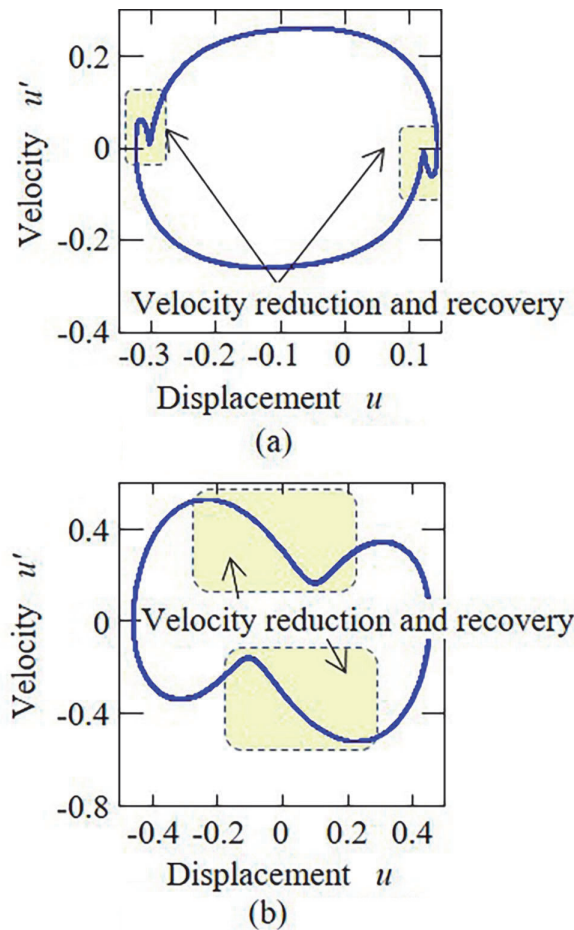 0.2
0
-0.2
-0.4
Velocity u'
Velocity reduction and recovery
-0.3 -0.2 -0.1 0 0.1
Displacement u
(a)
0.4
0
-0.4
-0.8
Velocity u'
Velocity reduction and recovery
-0.4 -0.2 0 0.2 0.4
Displacement u
(b)